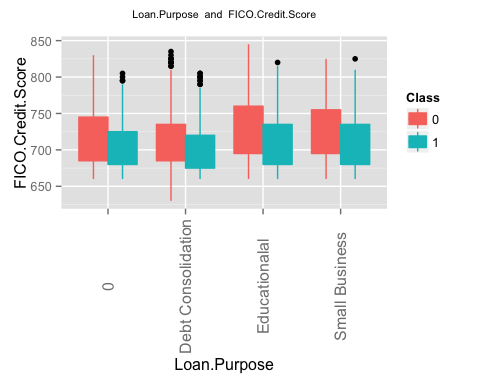 Loan.Purpose and FICO.Credit.Score
850
800
750
700
650
FICO.Credit.Score
0
Debt Consolidation
Educationalal
Small Business
Loan.Purpose
Class
0
1